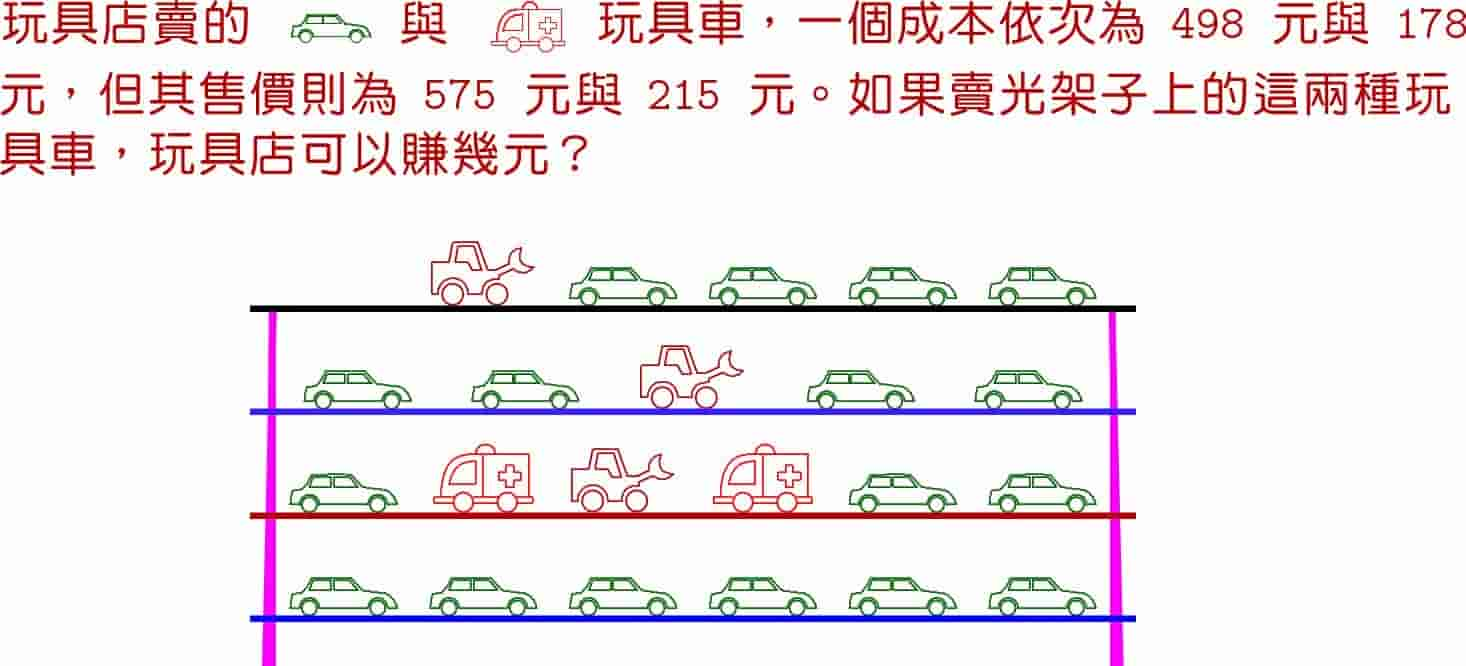 玩具店賣的 與 玩具車，一個成本依次為 498 元與 178
元，但其售價則為 575 元與 215 元。如果賣光架子上的這兩種玩
具車，玩具店可以賺幾元？